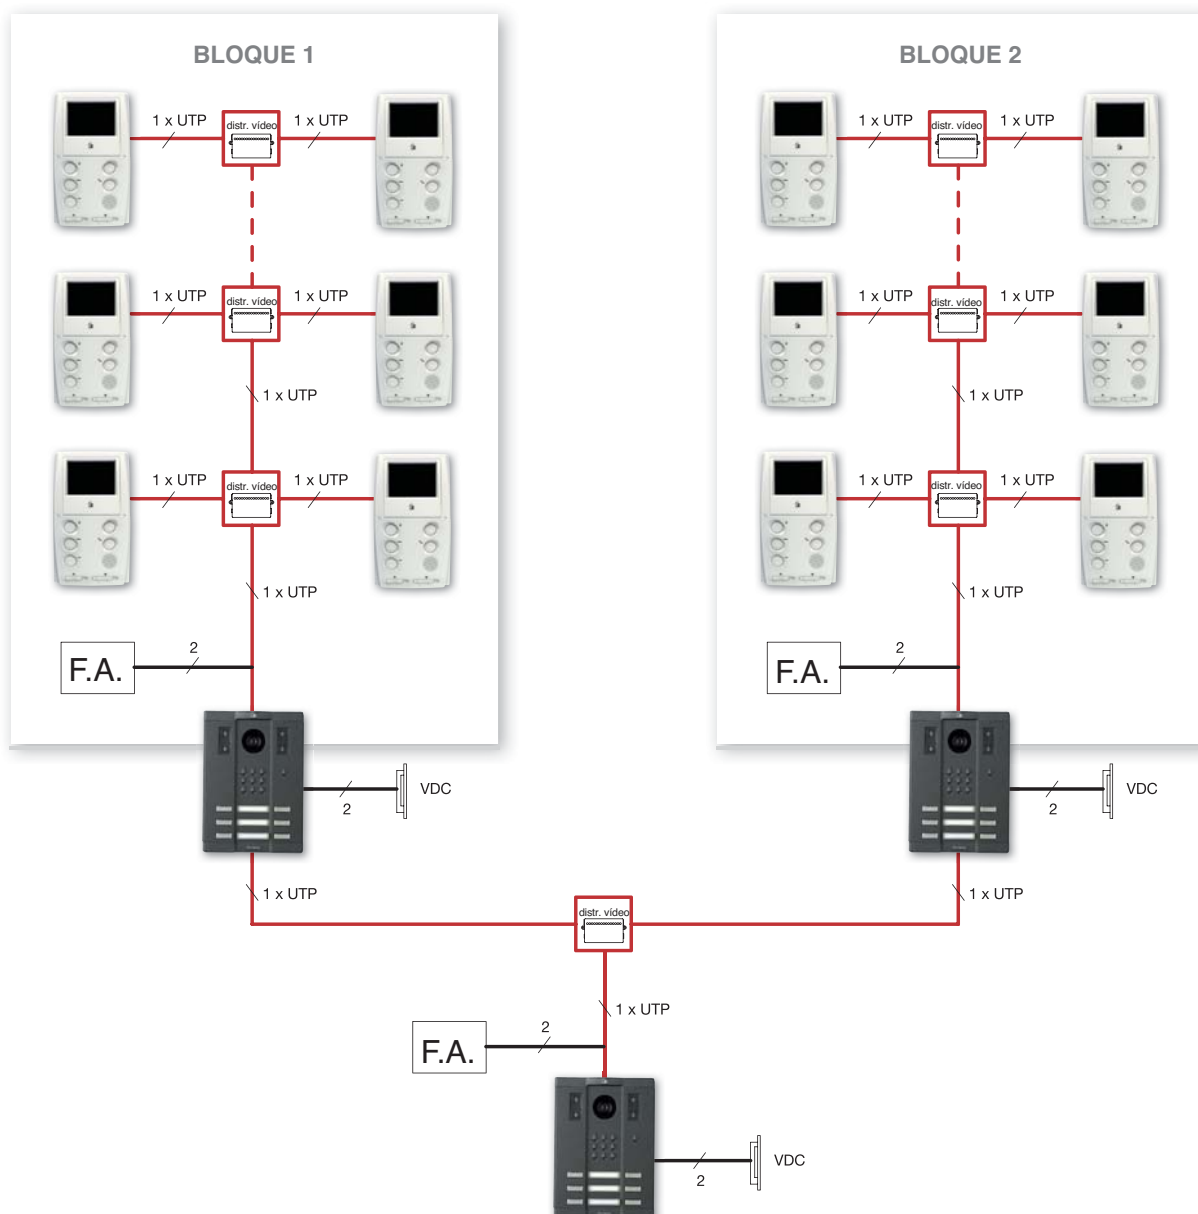 BLOQUE 1
BLOQUE 2
1 x UTP
distr. vídeo
1 x UTP
1 x UTP
distr. vídeo
1 x UTP
1 x UTP
distr. vídeo
1 x UTP
1 x UTP
distr. vídeo
1 x UTP
1 x UTP
1 x UTP
1 x UTP
distr. vídeo
1 x UTP
1 x UTP
distr. vídeo
1 x UTP
1 x UTP
1 x UTP
F.A.
2
F.A.
2
2
VDC
2
VDC
1 x UTP
1 x UTP
distr. vídeo
1 x UTP
F.A.
2
2
VDC